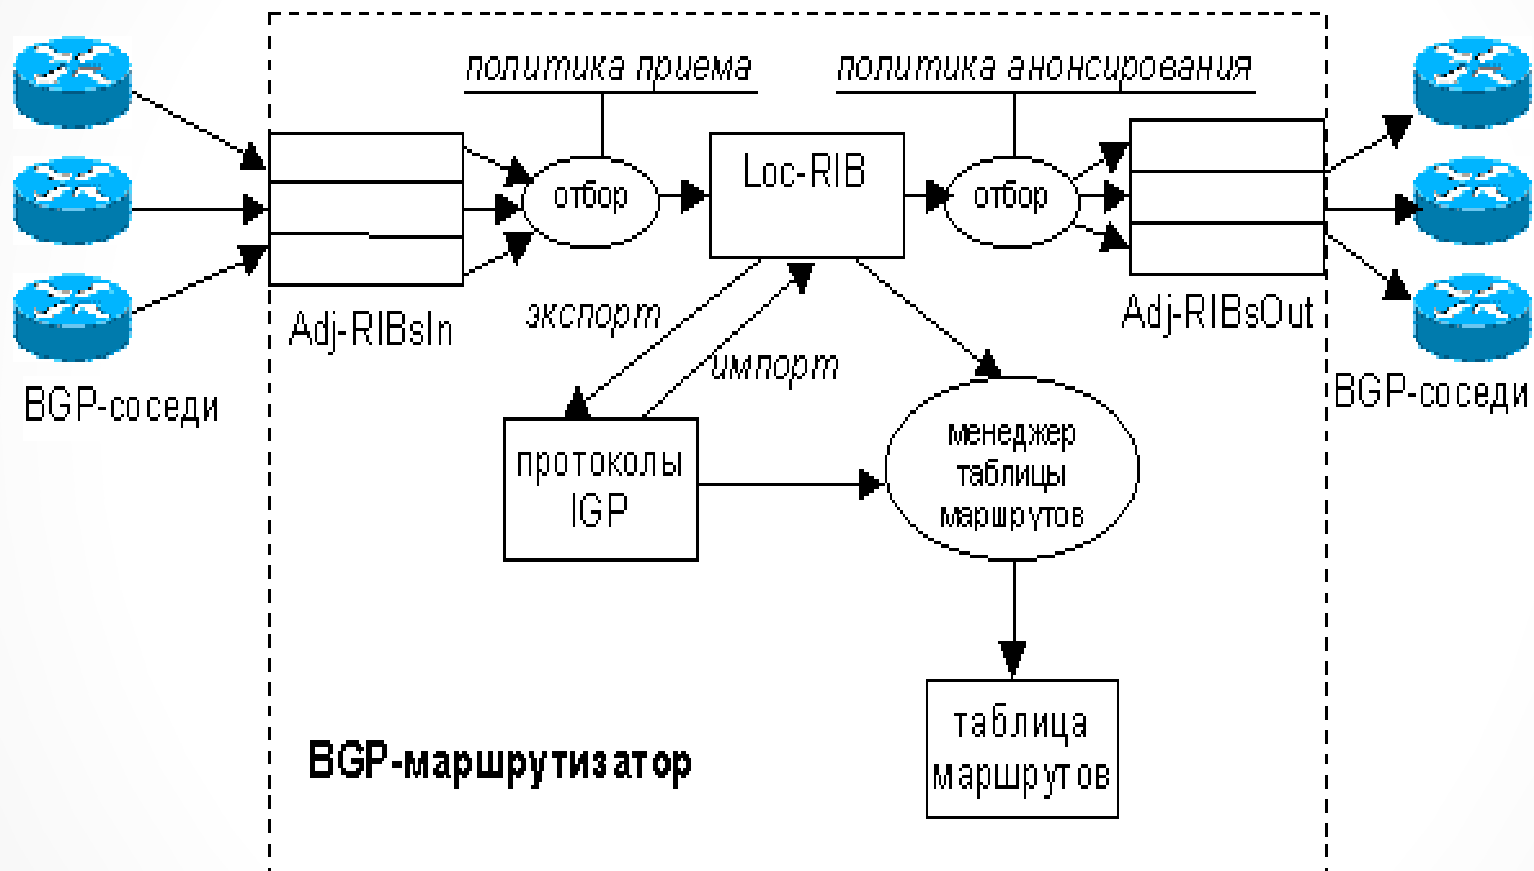 политика приема
политика анонсирования
отбор
Loc-RIB
отбор
Adj-RIBsIn
экспорт
импорт
Adj-RIBsOut
BGP-соседи
BGP-соседи
протоколы
IGP
менеджер
таблицы
маршрутов
таблица
маршрутов
BGP-маршрутизатор